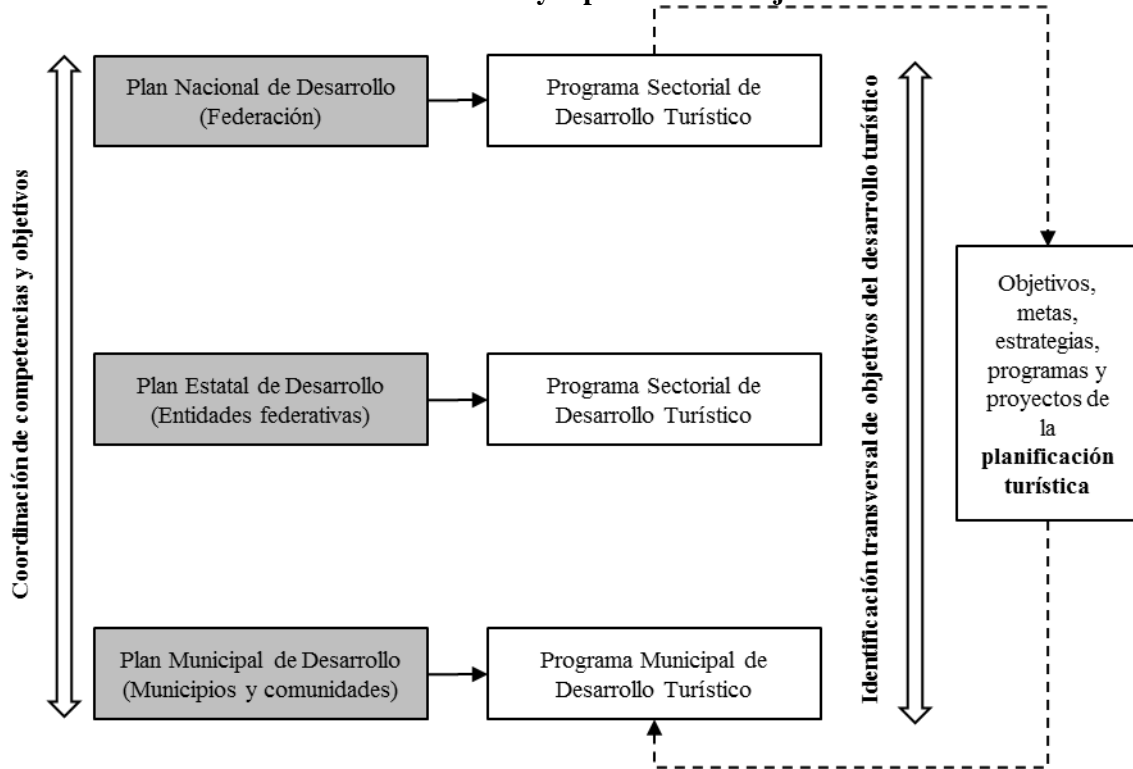 Plan Nacional de Desarrollo
(Federación)
Programa Sectorial de
Desarrollo Turístico
Plan Estatal de Desarrollo
(Entidades federativas)
Programa Sectorial de
Desarrollo Turístico
Plan Municipal de Desarrollo
(Municipios y comunidades)
Programa Municipal de
Desarrollo Turístico
Coordinación de competencias y objetivos
Identificación transversal de objetivos del desarrollo turístico
Objetivos,
metas,
estrategias,
programas y
proyectos de
la
planificación
turística